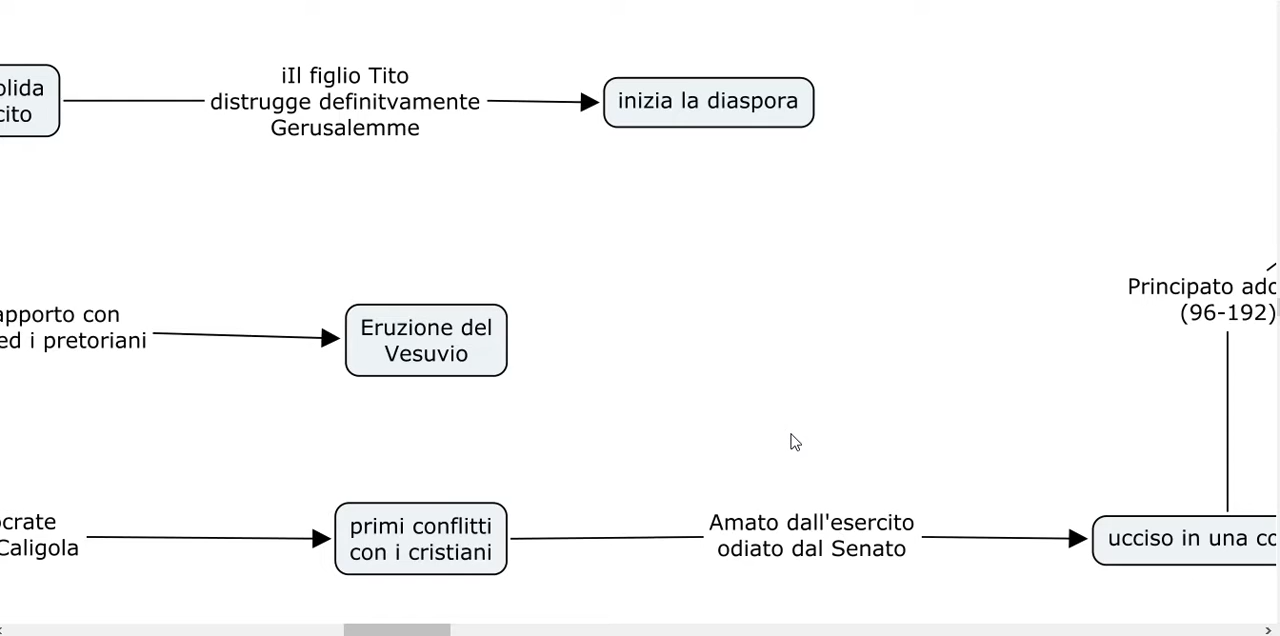 olida
cito
iIl figlio Tito
distrugge definitvamente
Gerusalemme
inizia la diaspora
apporto con
ed i pretoriani
Eruzione del
Vesuvio
Principato ado
(96-192)
ocrate
Caligola
primi conflitti
con i cristiani
Amato dall'esercito
odiato dal Senato
ucciso in una co